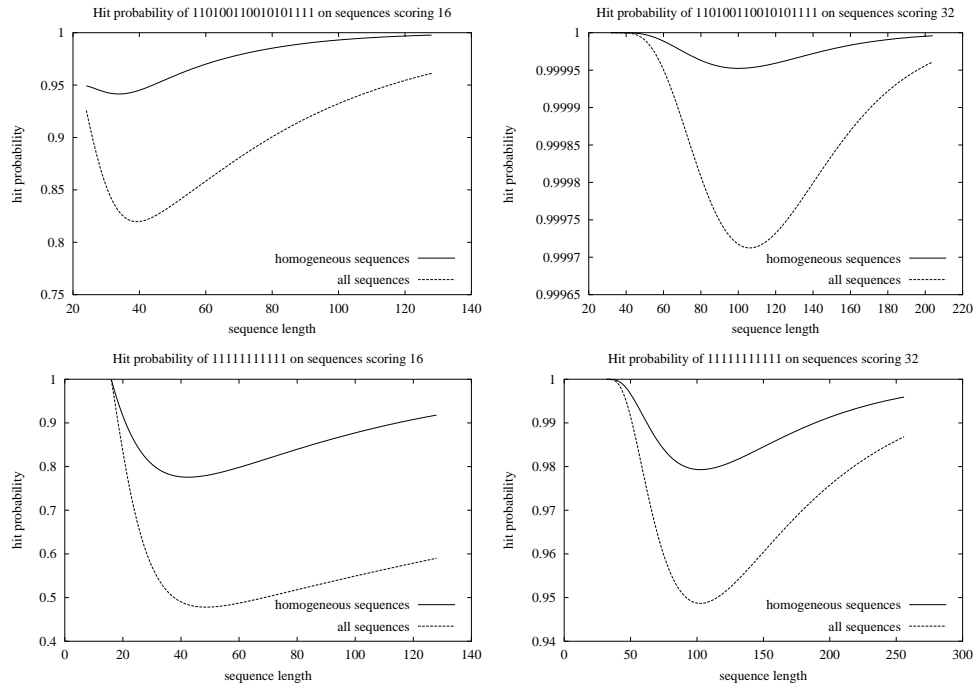 Hit probability of 110100110010101111 on sequences scoring 16
1
0.95
0.9
0.85
0.8
0.75
hit probability
20 40 60 80 100 120 140
sequence length
homogeneous sequences
all sequences
Hit probability of 110100110010101111 on sequences scoring 32
1
0.99995
0.9999
0.99985
0.9998
0.99975
0.9997
0.99965
hit probability
20 40 60 80 100 120 140 160 180 200 220
sequence length
homogeneous sequences
all sequences
Hit probability of 11111111111 on sequences scoring 16
1
0.9
0.8
0.7
0.6
0.5
0.4
hit probability
0 20 40 60 80 100 120 140
sequence length
homogeneous sequences
all sequences
Hit probability of 11111111111 on sequences scoring 32
1
0.99
0.98
0.97
0.96
0.95
0.94
hit probability
0 50 100 150 200 250 300
sequence length
homogeneous sequences
all sequences